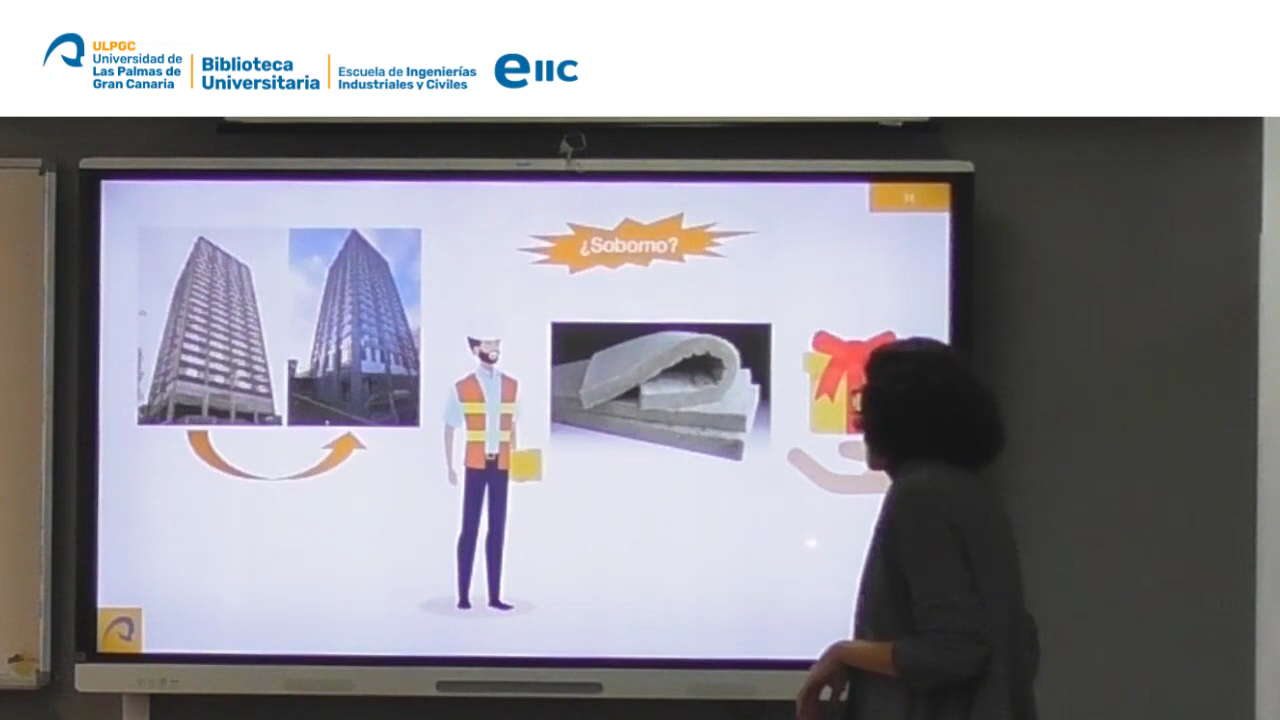 ULPGC
Universidad de
Las Palmas de
Gran Canaria
Biblioteca
Universitaria
Escuela de Ingenierías
Industriales y Civiles
eiic
¿Soborno?